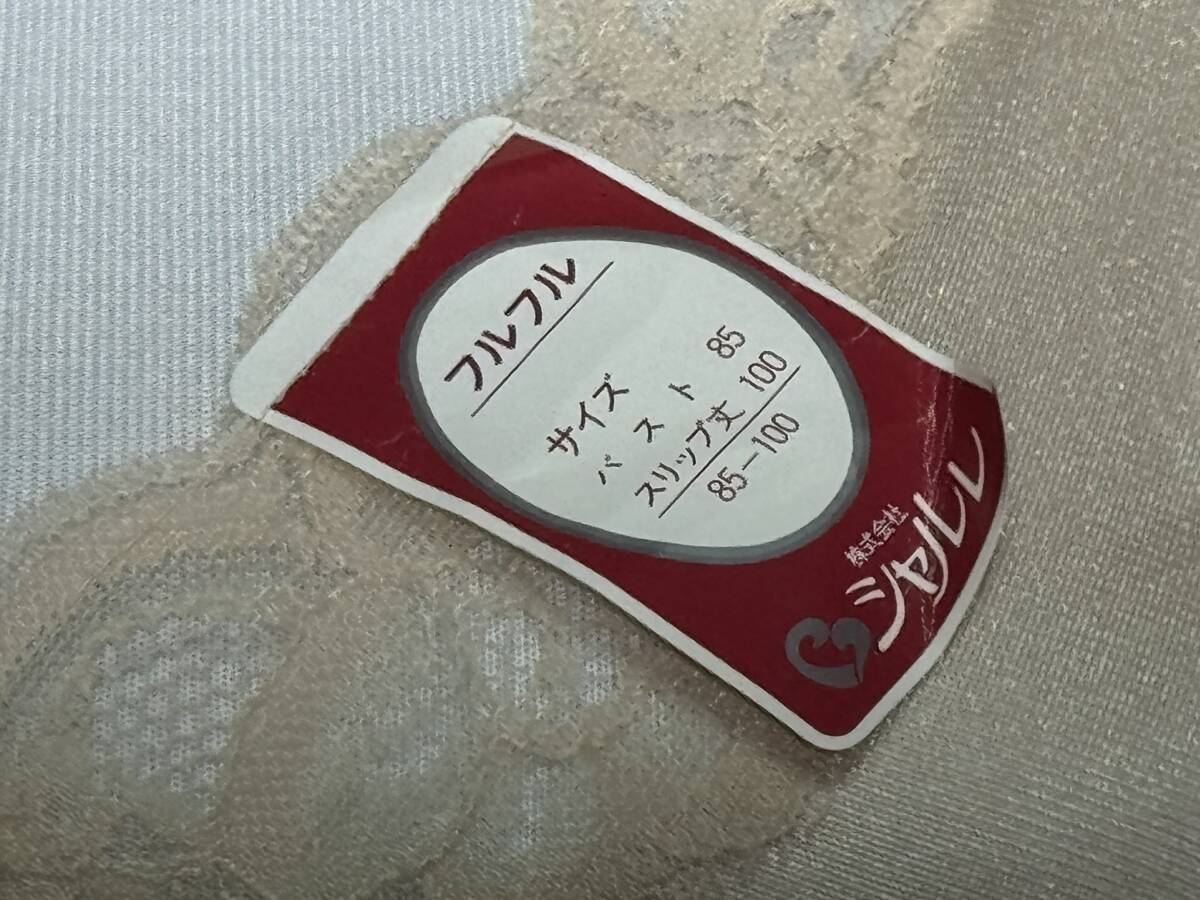 フルフル
サイズ
バスト 85
スリップ丈 100
85-100
株式会社
シャルレ